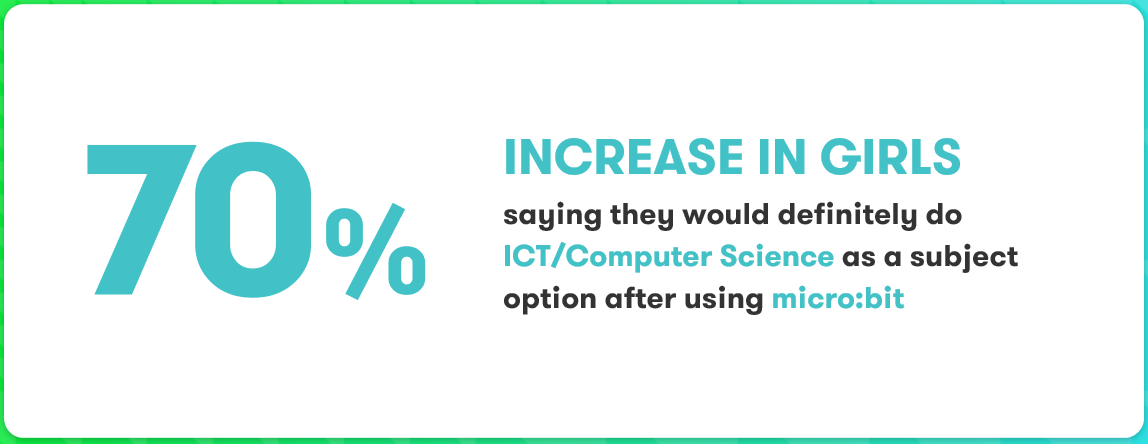 70%
INCREASE IN GIRLS
saying they would definitely do
ICT/Computer Science as a subject
option after using micro:bit